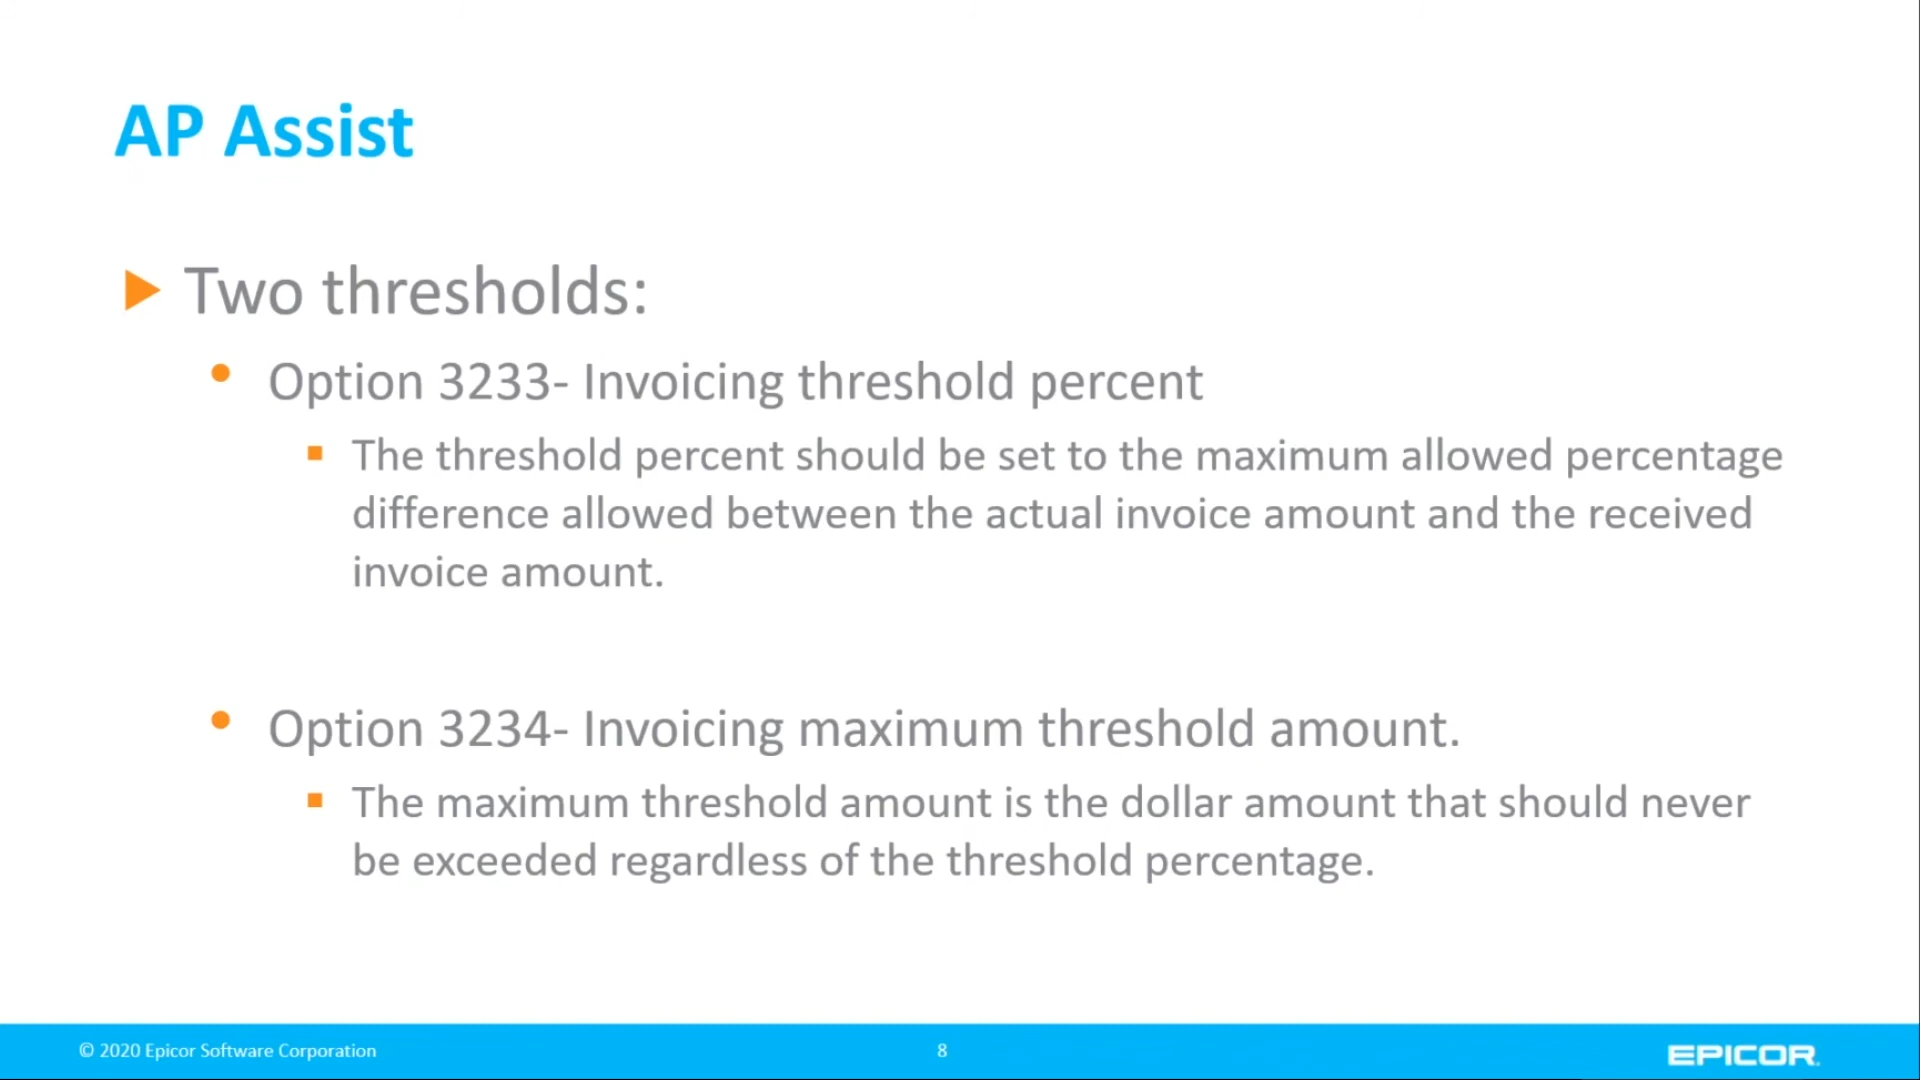 AP Assist
Two thresholds:
Option 3233- Invoicing threshold percent
The threshold percent should be set to the maximum allowed percentage
difference allowed between the actual invoice amount and the received
invoice amount.
Option 3234- Invoicing maximum threshold amount.
The maximum threshold amount is the dollar amount that should never
be exceeded regardless of the threshold percentage.
© 2020 Epicor Software Corporation
8
EPICOR